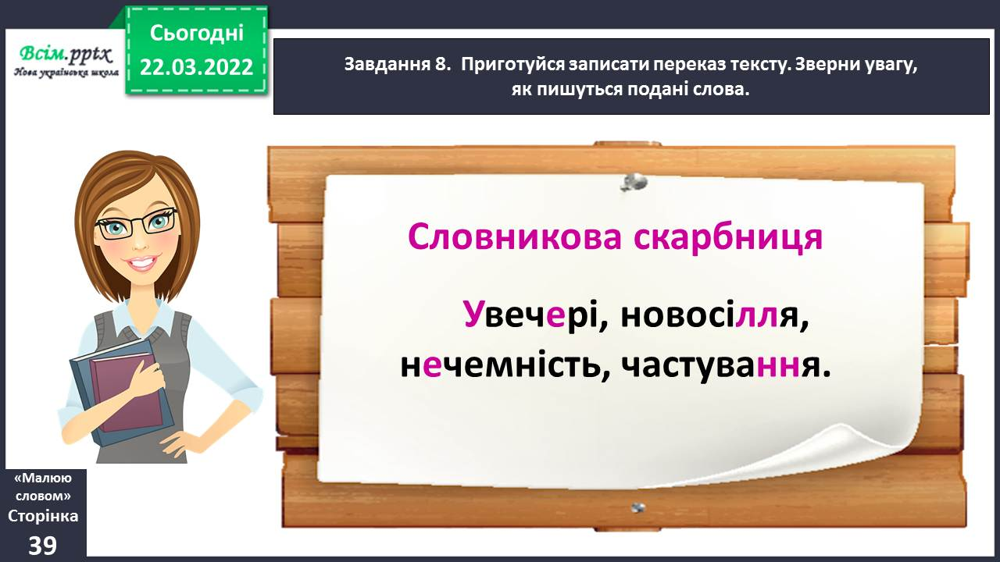 Всім.pptx
Нова українська школа
Сьогодні
22.03.2022
Завдання 8. Приготуйся записати переказ тексту. Зверни увагу,
як пишуться подані слова.
Словникова скарбниця
Увечері, новосілля,
нечемність, частування.
«Малюю
словом»
Сторінка
39